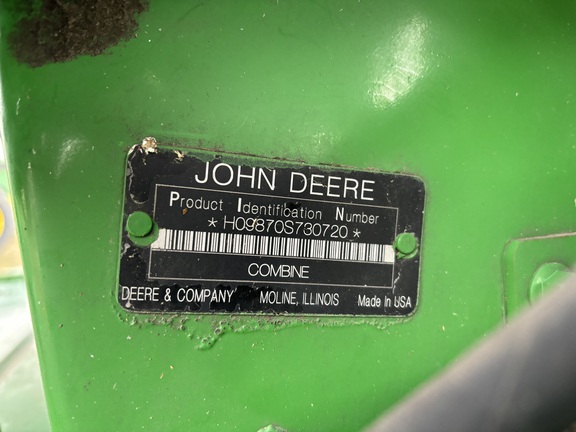 JOHN DEERE
Product Identification Number
* H09870S730720 *
COMBINE
DEERE & COMPANY MOLINE, ILLINOIS Made In USA